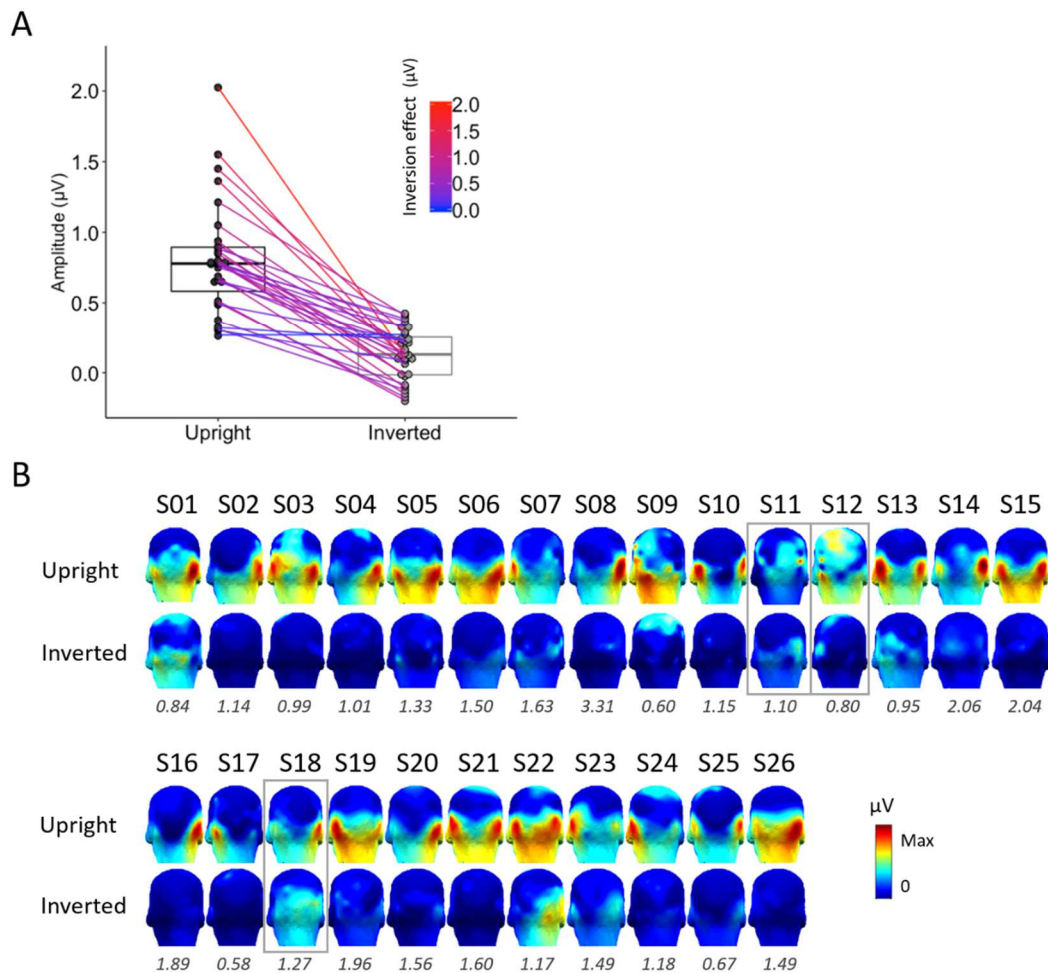 A
Amplitude (µV)
2.0
1.5
1.0
0.5
0.0
Upright Inverted
Inversion effect (µV)
2.0
1.5
1.0
0.5
0.0
B
S01 S02 S03 S04 S05 S06 S07 S08 S09 S10 S11 S12 S13 S14 S15
Upright
Inverted
0.84 1.14 0.99 1.01 1.33 1.50 1.63 3.31 0.60 1.15 1.10 0.80 0.95 2.06 2.04
S16 S17 S18 S19 S20 S21 S22 S23 S24 S25 S26
Upright
Inverted
1.89 0.58 1.27 1.96 1.56 1.60 1.17 1.49 1.18 0.67 1.49
µV
Max
0